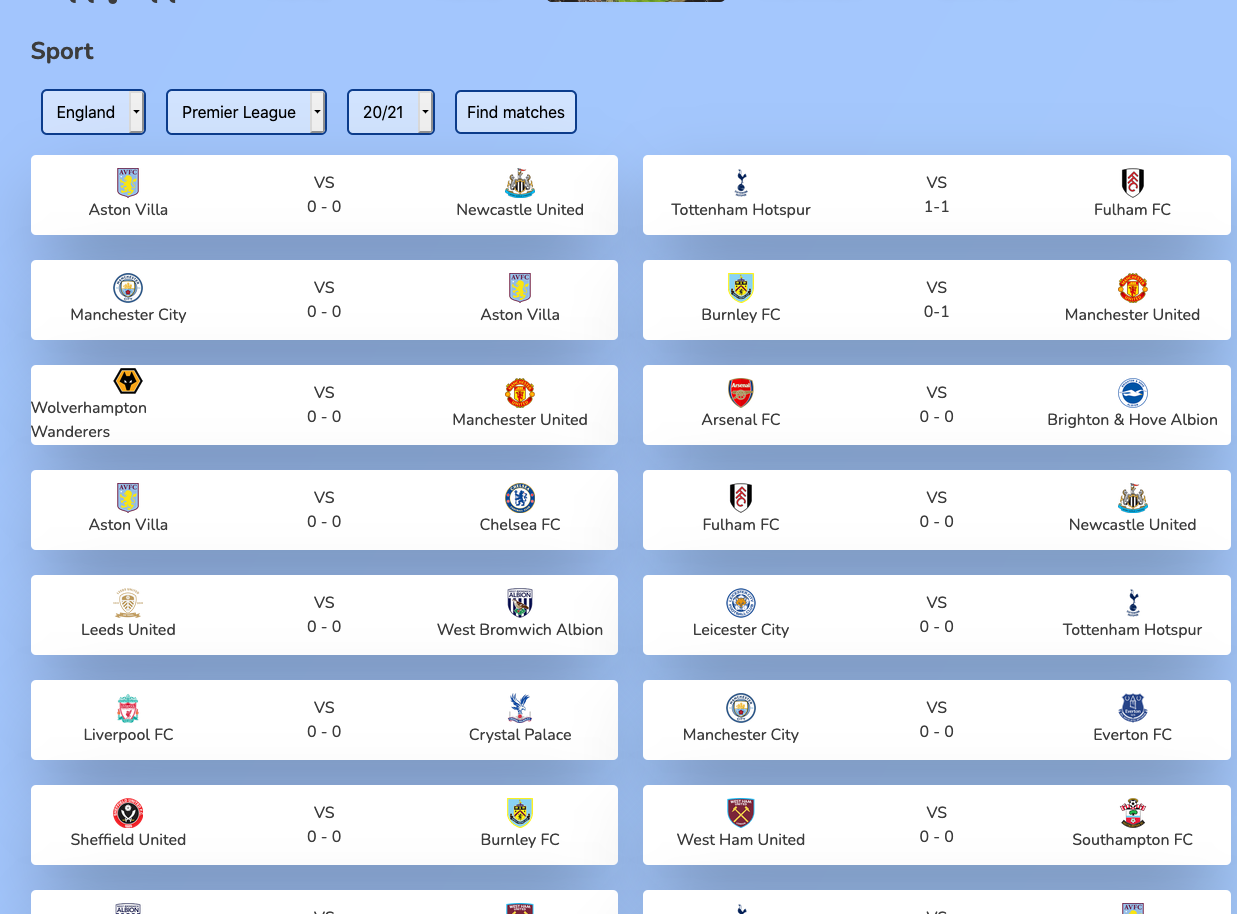 Sport
England
Premier League
20/21
Find matches
VS
0 - 0
Aston Villa
Newcastle United
VS
1-1
Tottenham Hotspur
Fulham FC
VS
0 - 0
Manchester City
Aston Villa
VS
0-1
Burnley FC
Manchester United
VS
0 - 0
Wolverhampton
Wanderers
Manchester United
VS
0 - 0
Arsenal FC
Brighton & Hove Albion
VS
0 - 0
Aston Villa
Chelsea FC
VS
0 - 0
Fulham FC
Newcastle United
VS
0 - 0
Leeds United
West Bromwich Albion
VS
0 - 0
Leicester City
Tottenham Hotspur
VS
0 - 0
Liverpool FC
Crystal Palace
VS
0 - 0
Manchester City
Everton FC
VS
0 - 0
Sheffield United
Burnley FC
VS
0 - 0
West Ham United
Southampton FC